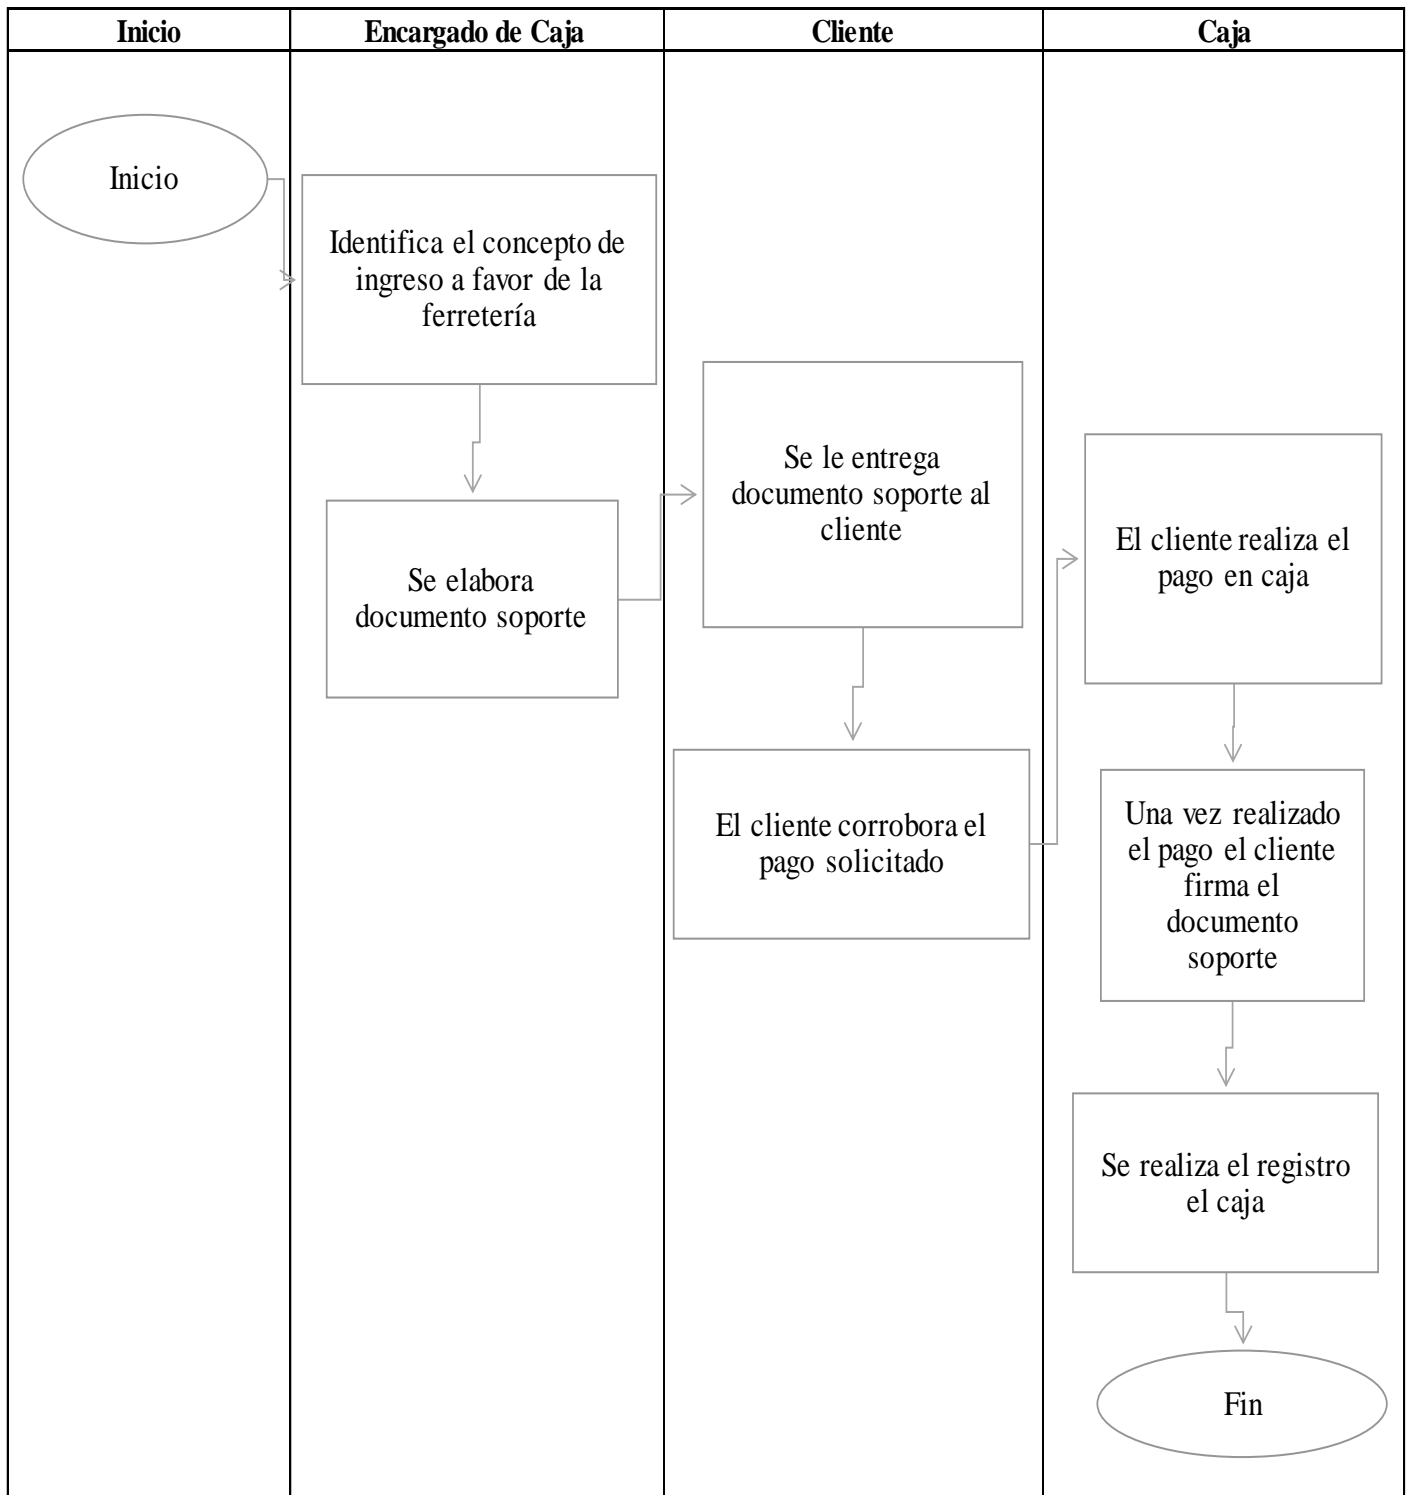 Inicio
Encargado de Caja
Cliente
Caja
Inicio
Identifica el concepto de
ingreso a favor de la
ferretería
Se elabora
documento soporte
Se le entrega
documento soporte al
cliente
El cliente corrobora el
pago solicitado
El cliente realiza el
pago en caja
Una vez realizado
el pago el cliente
firma el
documento
soporte
Se realiza el registro
el caja
Fin